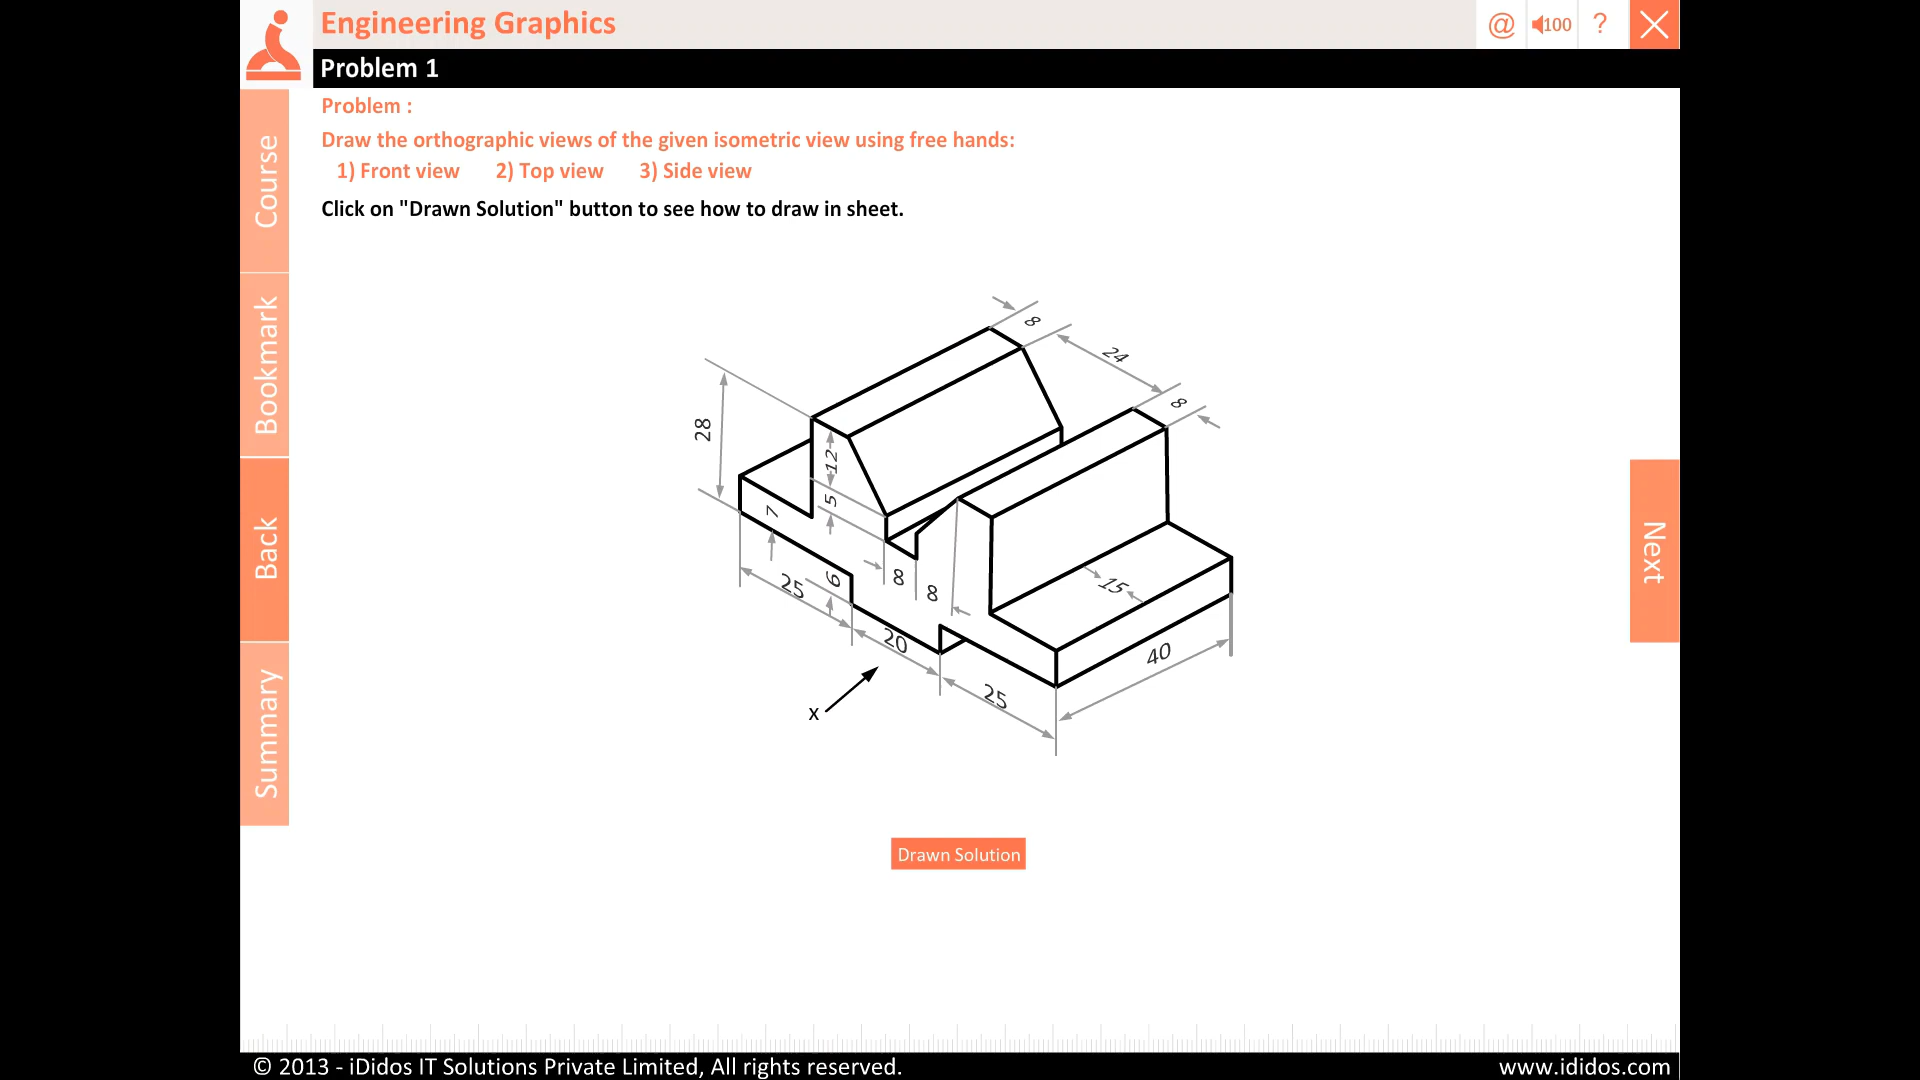 Engineering Graphics
@ 100 ?
Problem 1
Problem :
Draw the orthographic views of the given isometric view using free hands:
1) Front view 2) Top view 3) Side view
Click on "Drawn Solution" button to see how to draw in sheet.
Course
Bookmark
Back
Summary
Next
8
24
8
28
12
5
7
6
8
8
15
25
20
25
40
x
Drawn Solution
© 2013 - iDidos IT Solutions Private Limited, All rights reserved.
www.ididos.com